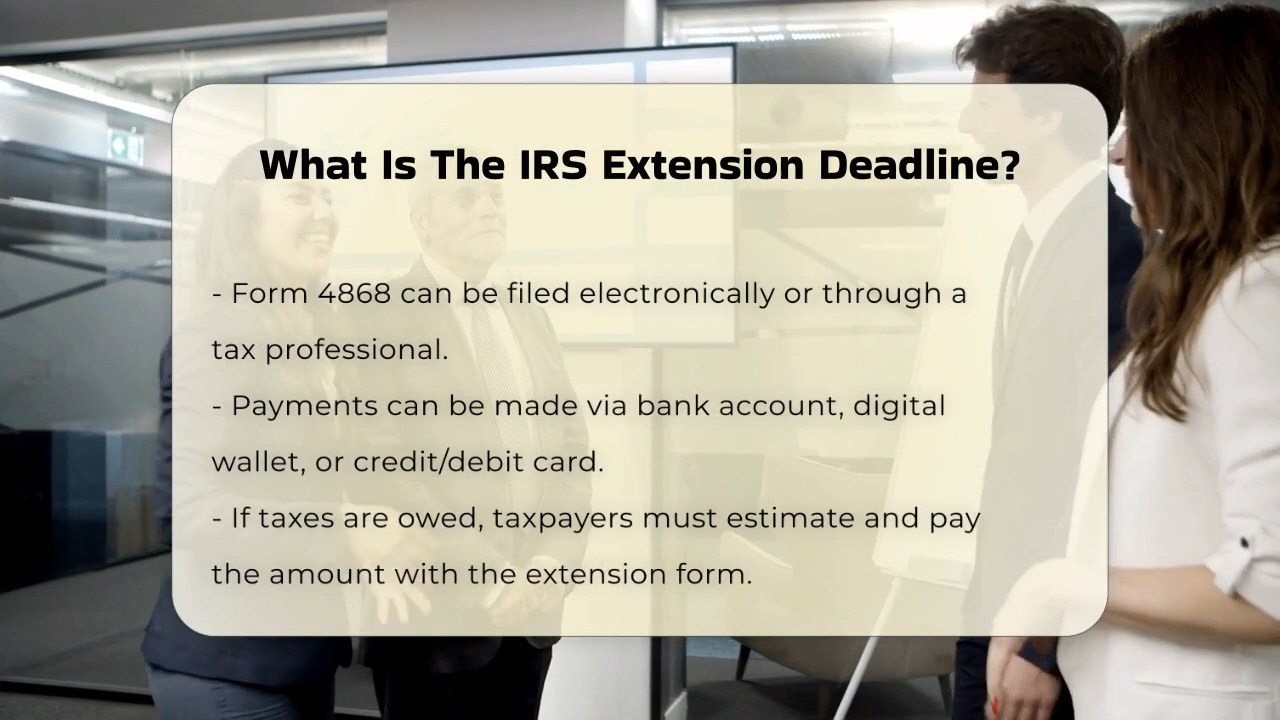 What Is The IRS Extension Deadline?
- Form 4868 can be filed electronically or through a
tax professional.
- Payments can be made via bank account, digital
wallet, or credit/debit card.
- If taxes are owed, taxpayers must estimate and pay
the amount with the extension form.